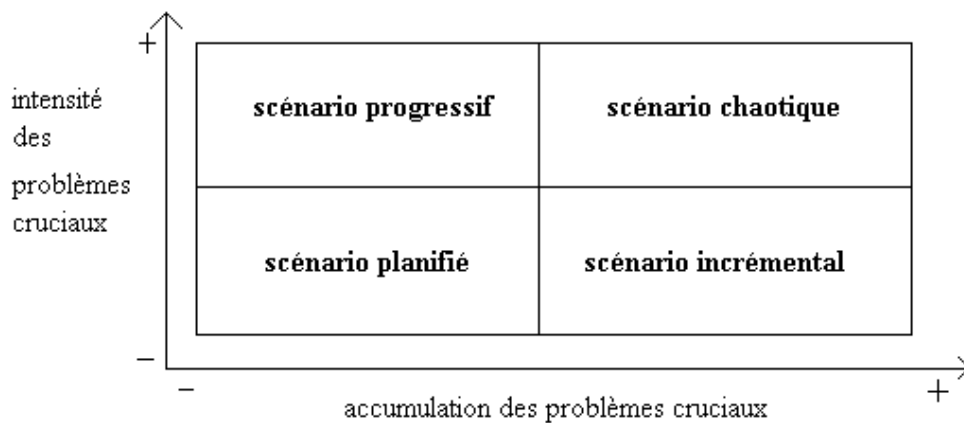 +
intensité
des
problèmes
cruciaux
scénario progressif
scénario chaotique
scénario planifié
scénario incrémental
–
–
+
accumulation des problèmes cruciaux